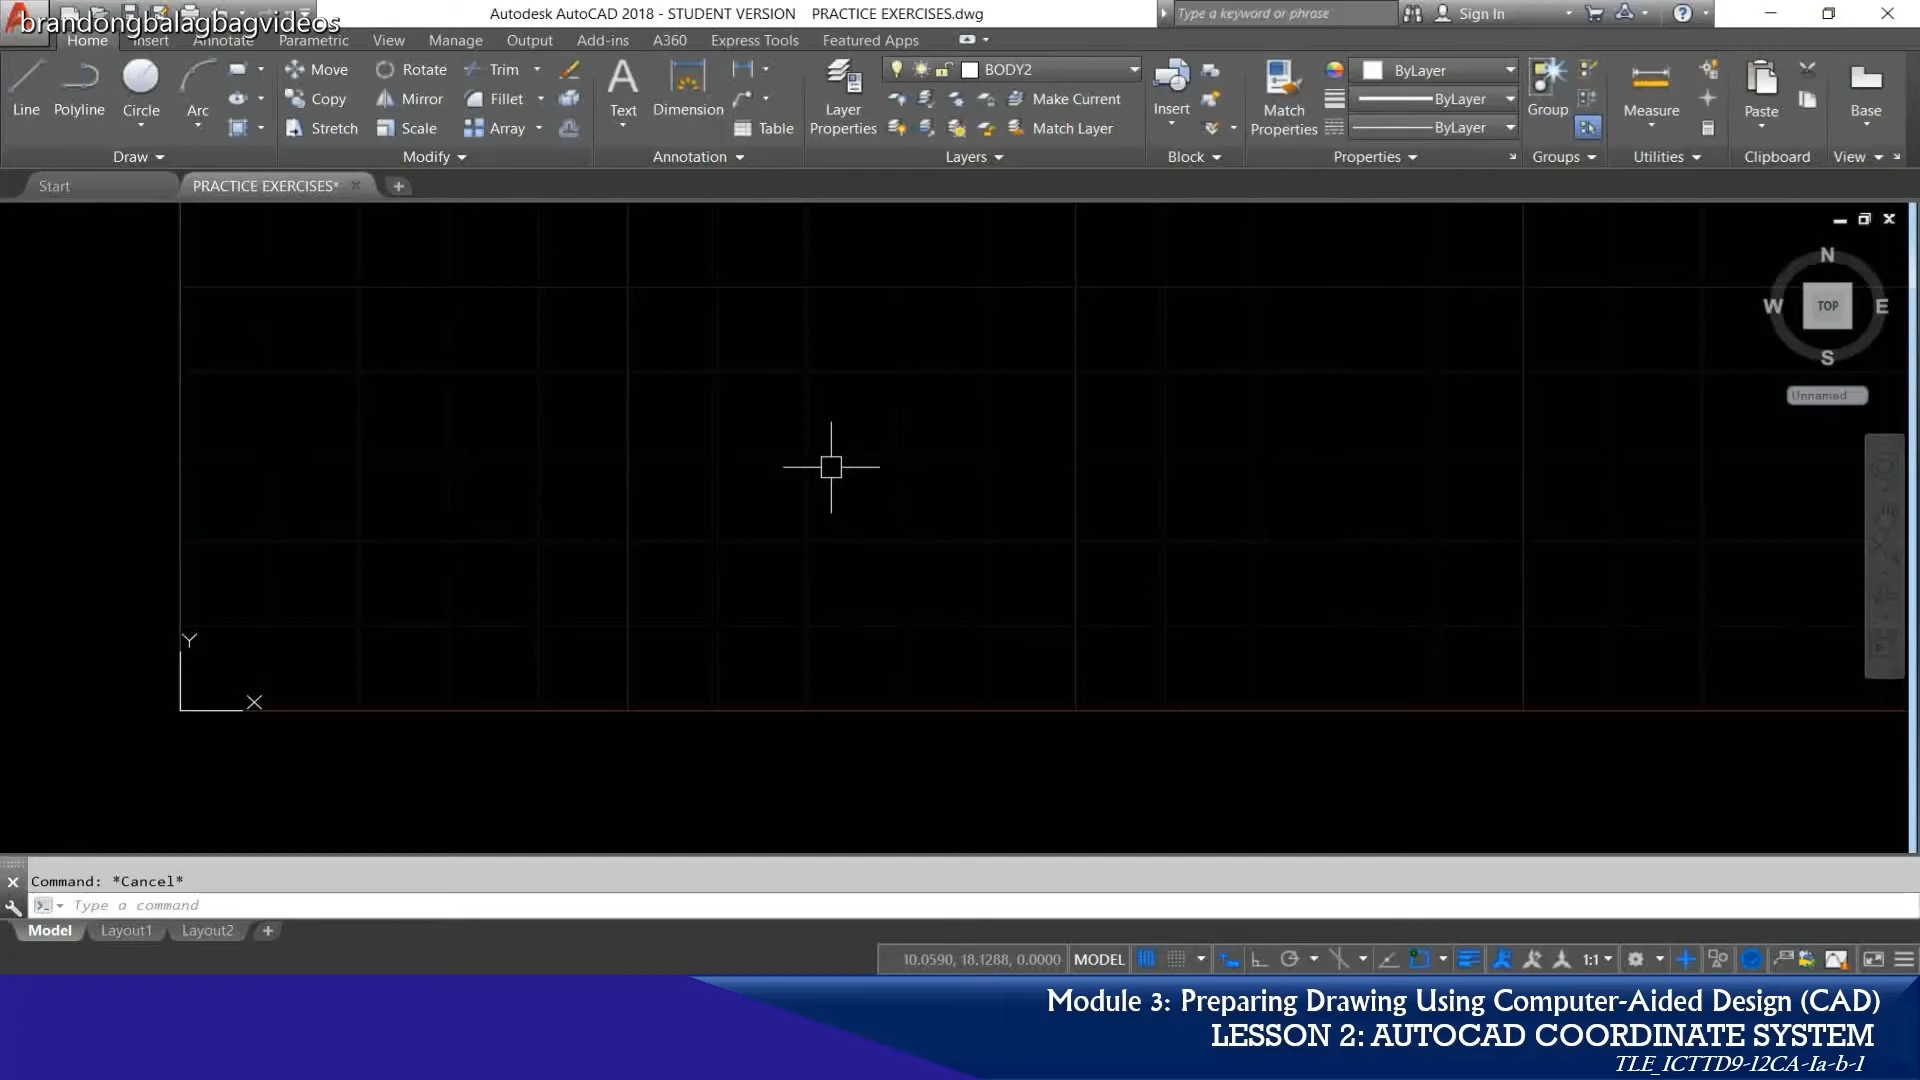 brandongbalagbagvideos
Autodesk AutoCAD 2018 - STUDENT VERSION PRACTICE EXERCISES.dwg
Type a keyword or phrase
Sign In
Home Insert Annotate Parametric View Manage Output Add-ins A360 Express Tools Featured Apps
Line Polyline Circle Arc
Move Rotate Trim
Copy Mirror Fillet
Stretch Scale Array
Text Dimension Table
Layer Properties
BODY2
Make Current
Match Layer
Insert
Match Properties
ByLayer
ByLayer
ByLayer
Group Measure Paste Base
Draw Modify Annotation Layers Block Properties Groups Utilities Clipboard View
Start PRACTICE EXERCISES*
N
W TOP E
S
Unnamed
Y
X
Command: *Cancel*
Type a command
Model Layout1 Layout2
10.0590, 18.1288, 0.0000 MODEL 1:1
Module 3: Preparing Drawing Using Computer-Aided Design (CAD)
LESSON 2: AUTOCAD COORDINATE SYSTEM
TLE_ICTTD9-12CA-Ia-b-1